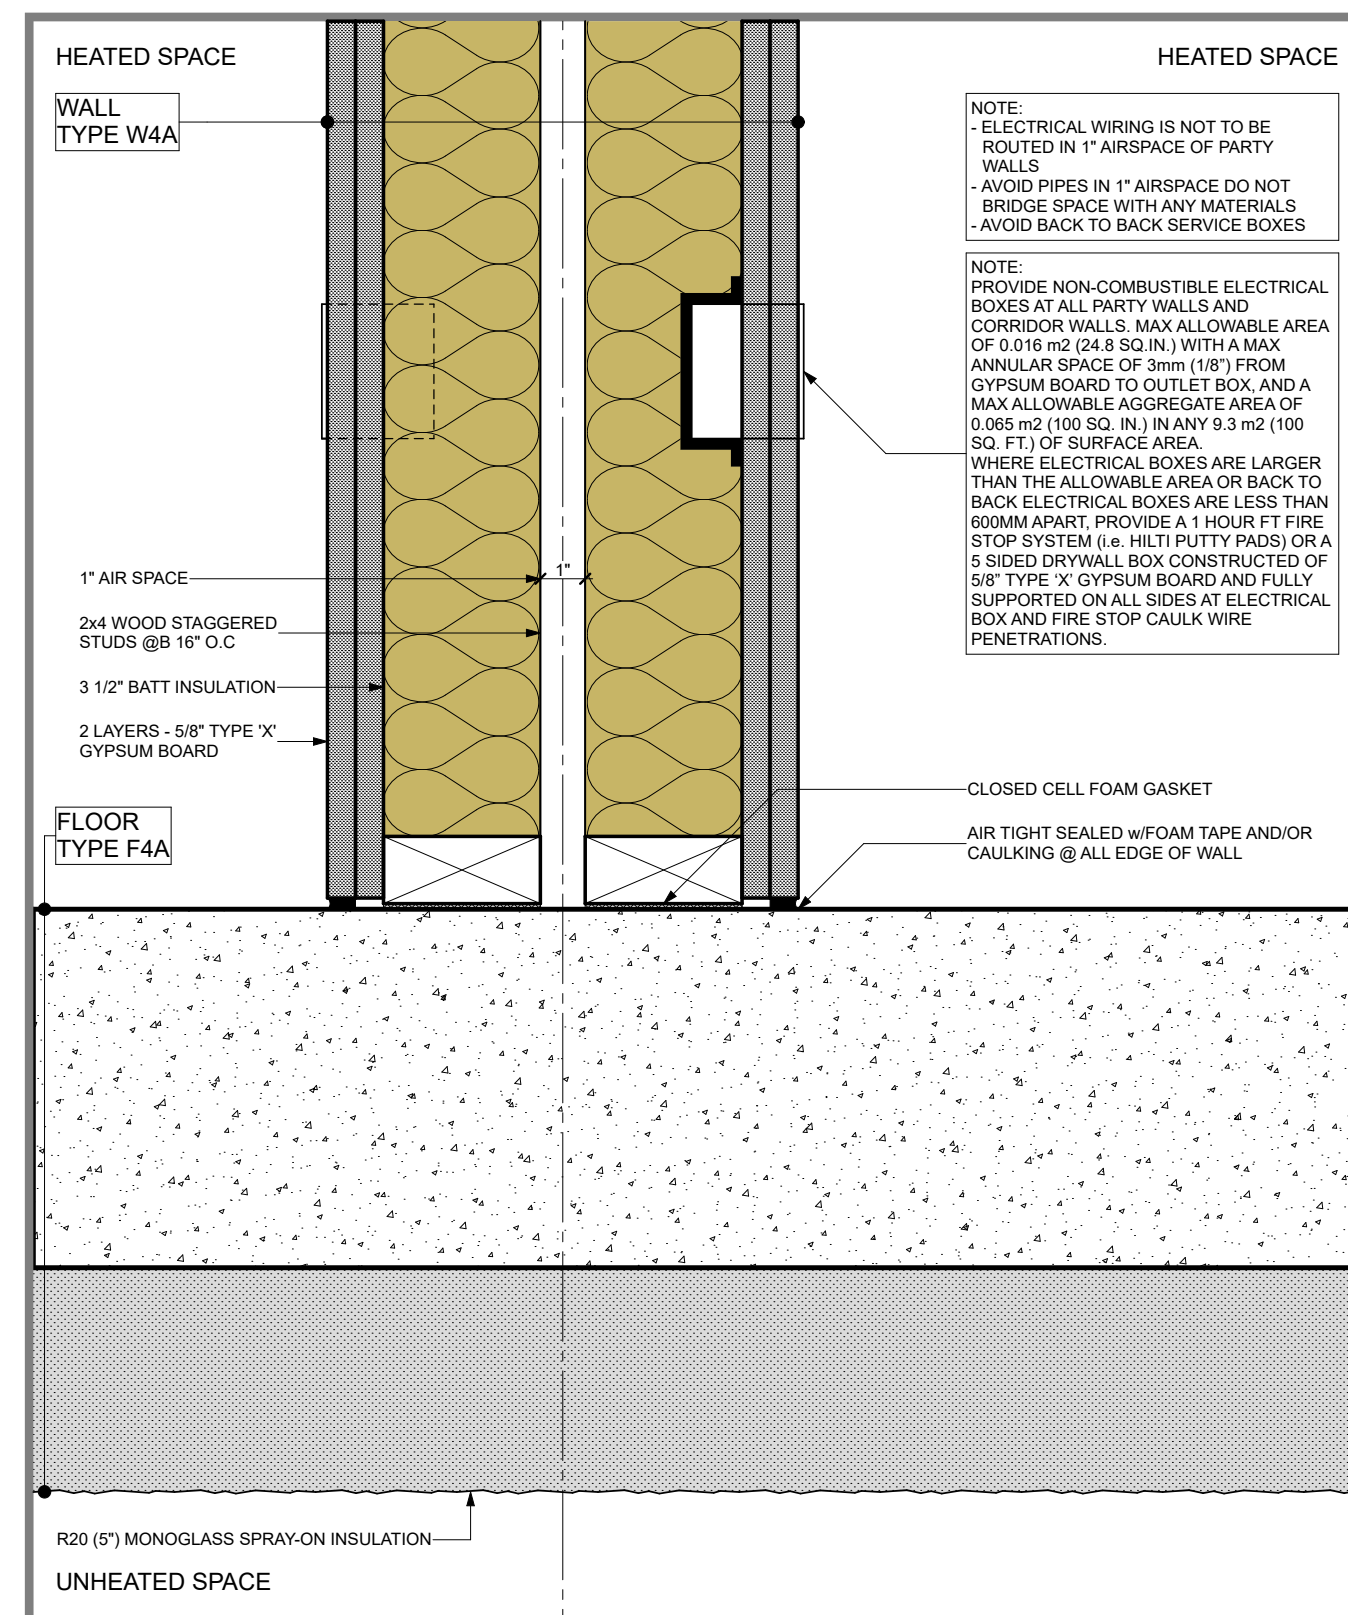 HEATED SPACE
HEATED SPACE
WALL
TYPE W4A
NOTE:
- ELECTRICAL WIRING IS NOT TO BE
ROUTED IN 1" AIRSPACE OF PARTY
WALLS
- AVOID PIPES IN 1" AIRSPACE DO NOT
BRIDGE SPACE WITH ANY MATERIALS
- AVOID BACK TO BACK SERVICE BOXES
NOTE:
PROVIDE NON-COMBUSTIBLE ELECTRICAL
BOXES AT ALL PARTY WALLS AND
CORRIDOR WALLS. MAX ALLOWABLE AREA
OF 0.016 m2 (24.8 SQ.IN.) WITH A MAX
ANNULAR SPACE OF 3mm (1/8”) FROM
GYPSUM BOARD TO OUTLET BOX, AND A
MAX ALLOWABLE AGGREGATE AREA OF
0.065 m2 (100 SQ. IN.) IN ANY 9.3 m2 (100
SQ. FT.) OF SURFACE AREA.
WHERE ELECTRICAL BOXES ARE LARGER
THAN THE ALLOWABLE AREA OR BACK TO
BACK ELECTRICAL BOXES ARE LESS THAN
600MM APART, PROVIDE A 1 HOUR FT FIRE
STOP SYSTEM (i.e. HILTI PUTTY PADS) OR A
5 SIDED DRYWALL BOX CONSTRUCTED OF
5/8” TYPE ‘X’ GYPSUM BOARD AND FULLY
SUPPORTED ON ALL SIDES AT ELECTRICAL
BOX AND FIRE STOP CAULK WIRE
PENETRATIONS.
1" AIR SPACE
1"
2x4 WOOD STAGGERED
STUDS @B 16" O.C
3 1/2" BATT INSULATION
2 LAYERS - 5/8" TYPE 'X'
GYPSUM BOARD
CLOSED CELL FOAM GASKET
AIR TIGHT SEALED w/FOAM TAPE AND/OR
CAULKING @ ALL EDGE OF WALL
FLOOR
TYPE F4A
R20 (5") MONOGLASS SPRAY-ON INSULATION
UNHEATED SPACE